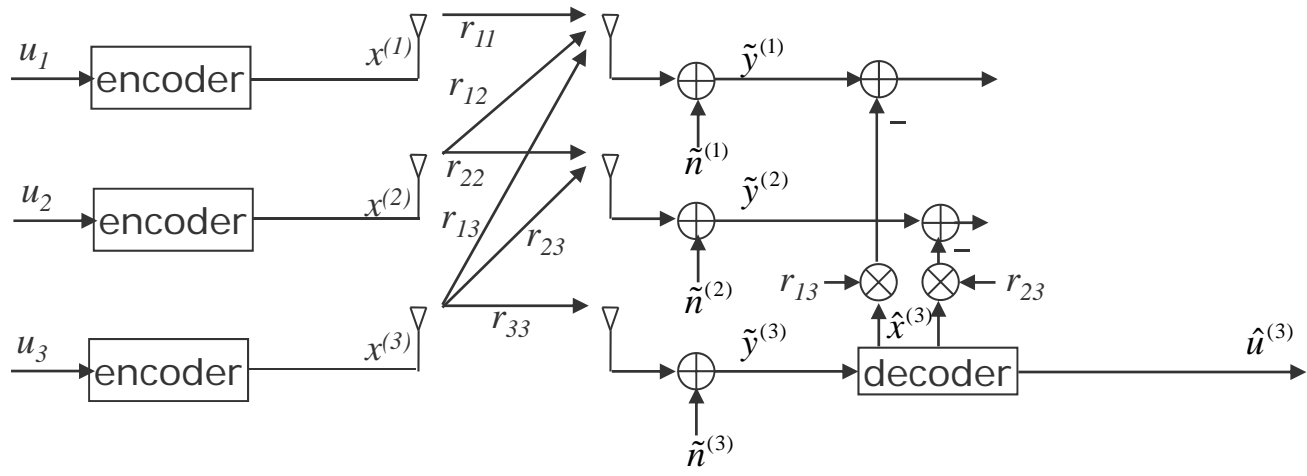 u₁ encoder x⁽¹⁾ r₁₁ ỹ⁽¹⁾
r₁₂ –
ñ⁽¹⁾
u₂ encoder x⁽²⁾ r₂₂ ỹ⁽²⁾
r₁₃ r₂₃ –
ñ⁽²⁾ r₁₃ r₂₃
r₃₃ x̂⁽³⁾
u₃ encoder x⁽³⁾ ỹ⁽³⁾ decoder û⁽³⁾
ñ⁽³⁾